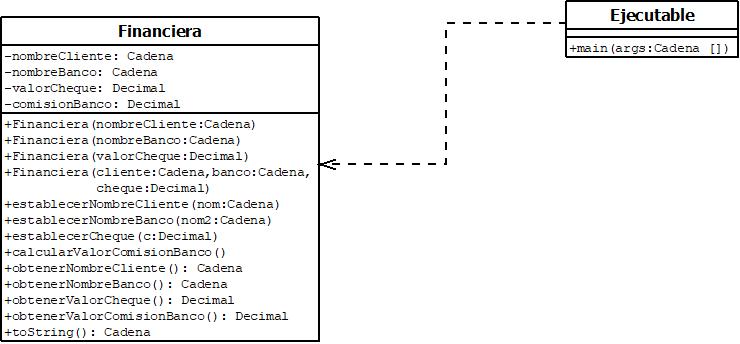 Financiera
-nombreCliente: Cadena
-nombreBanco: Cadena
-valorCheque: Decimal
-comisionBanco: Decimal
+Financiera(nombreCliente:Cadena)
+Financiera(nombreBanco:Cadena)
+Financiera(valorCheque:Decimal)
+Financiera(cliente:Cadena,banco:Cadena,
cheque:Decimal)
+establecerNombreCliente(nom:Cadena)
+establecerNombreBanco(nom2:Cadena)
+establecerCheque(c:Decimal)
+calcularValorComisionBanco()
+obtenerNombreCliente(): Cadena
+obtenerNombreBanco(): Cadena
+obtenerValorCheque(): Decimal
+obtenerValorComisionBanco(): Decimal
+toString(): Cadena
Ejecutable
+main(args:Cadena [])